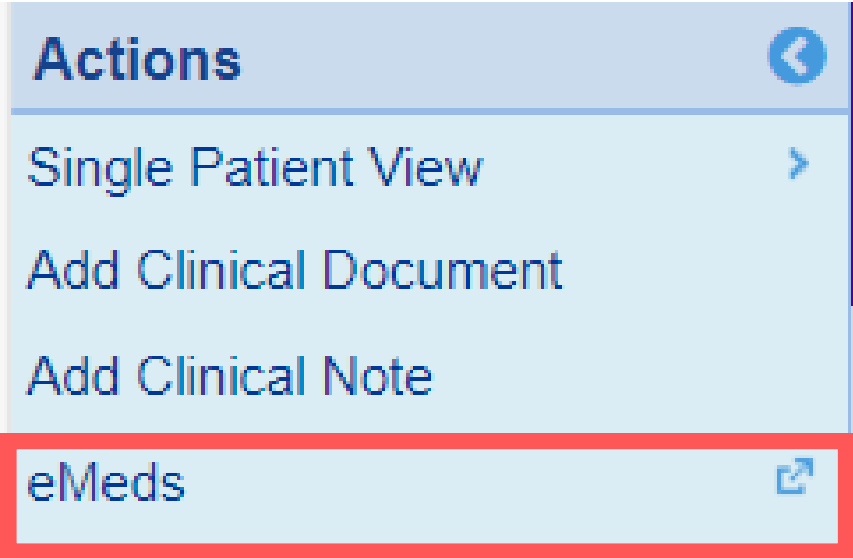 Actions
Single Patient View
Add Clinical Document
Add Clinical Note
eMeds